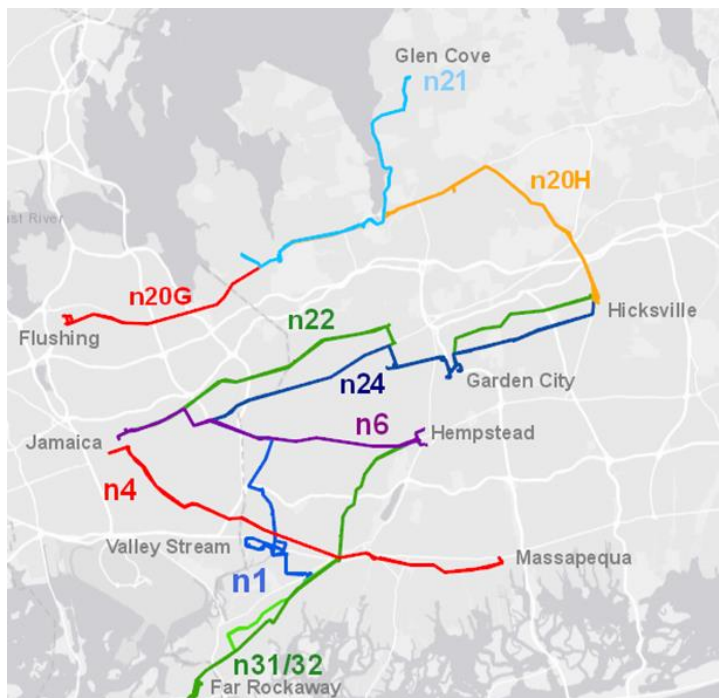 Glen Cove
n21
n20H
East River
n20G
n22
Hicksville
Flushing
n24
Garden City
n6
Jamaica
Hempstead
n4
Valley Stream
Massapequa
n1
n31/32
Far Rockaway